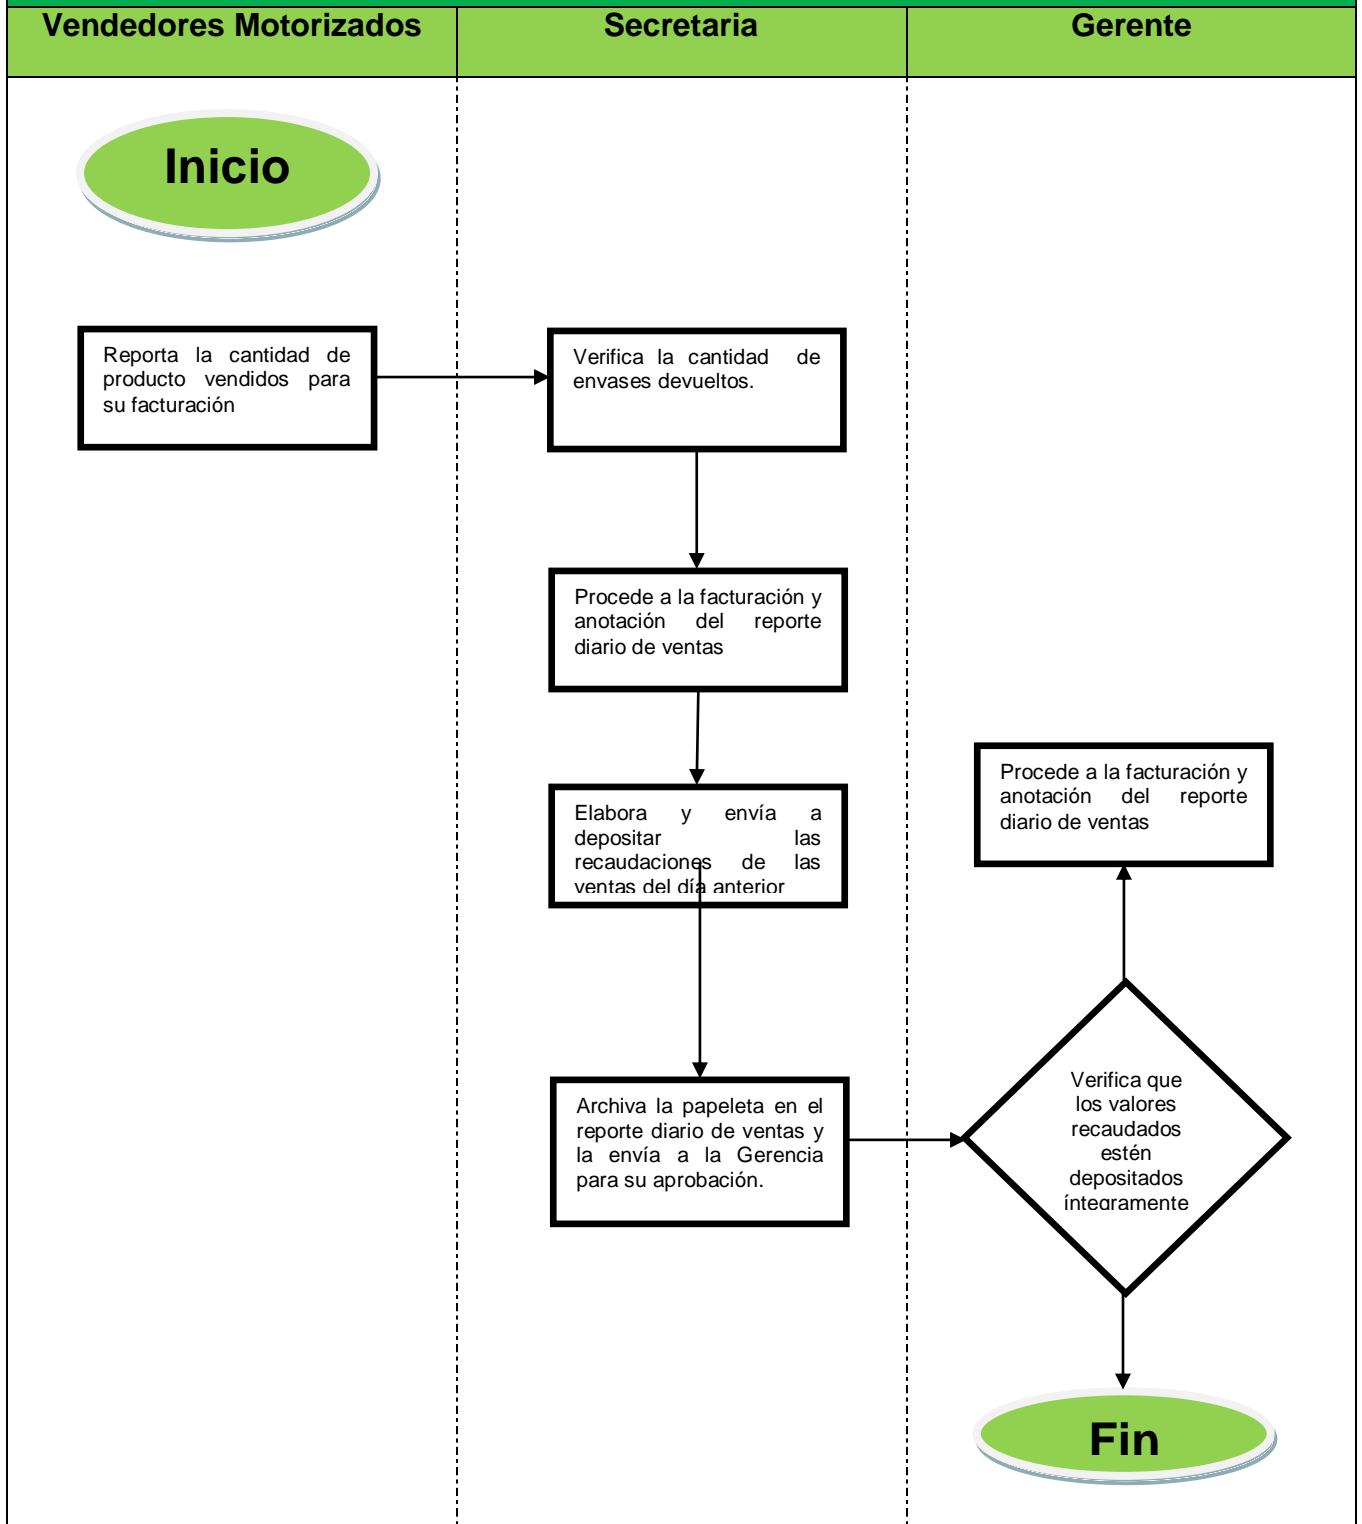 Vendedores Motorizados
Secretaria
Gerente
Inicio
Reporta la cantidad de
producto vendidos para
su facturación
Verifica la cantidad de
envases devueltos.
Procede a la facturación y
anotación del reporte
diario de ventas
Elabora y envía a
depositar las
recaudaciones de las
ventas del día anterior
Archiva la papeleta en el
reporte diario de ventas y
la envía a la Gerencia
para su aprobación.
Procede a la facturación y
anotación del reporte
diario de ventas
Verifica que
los valores
recaudados
estén
depositados
íntegramente
Fin